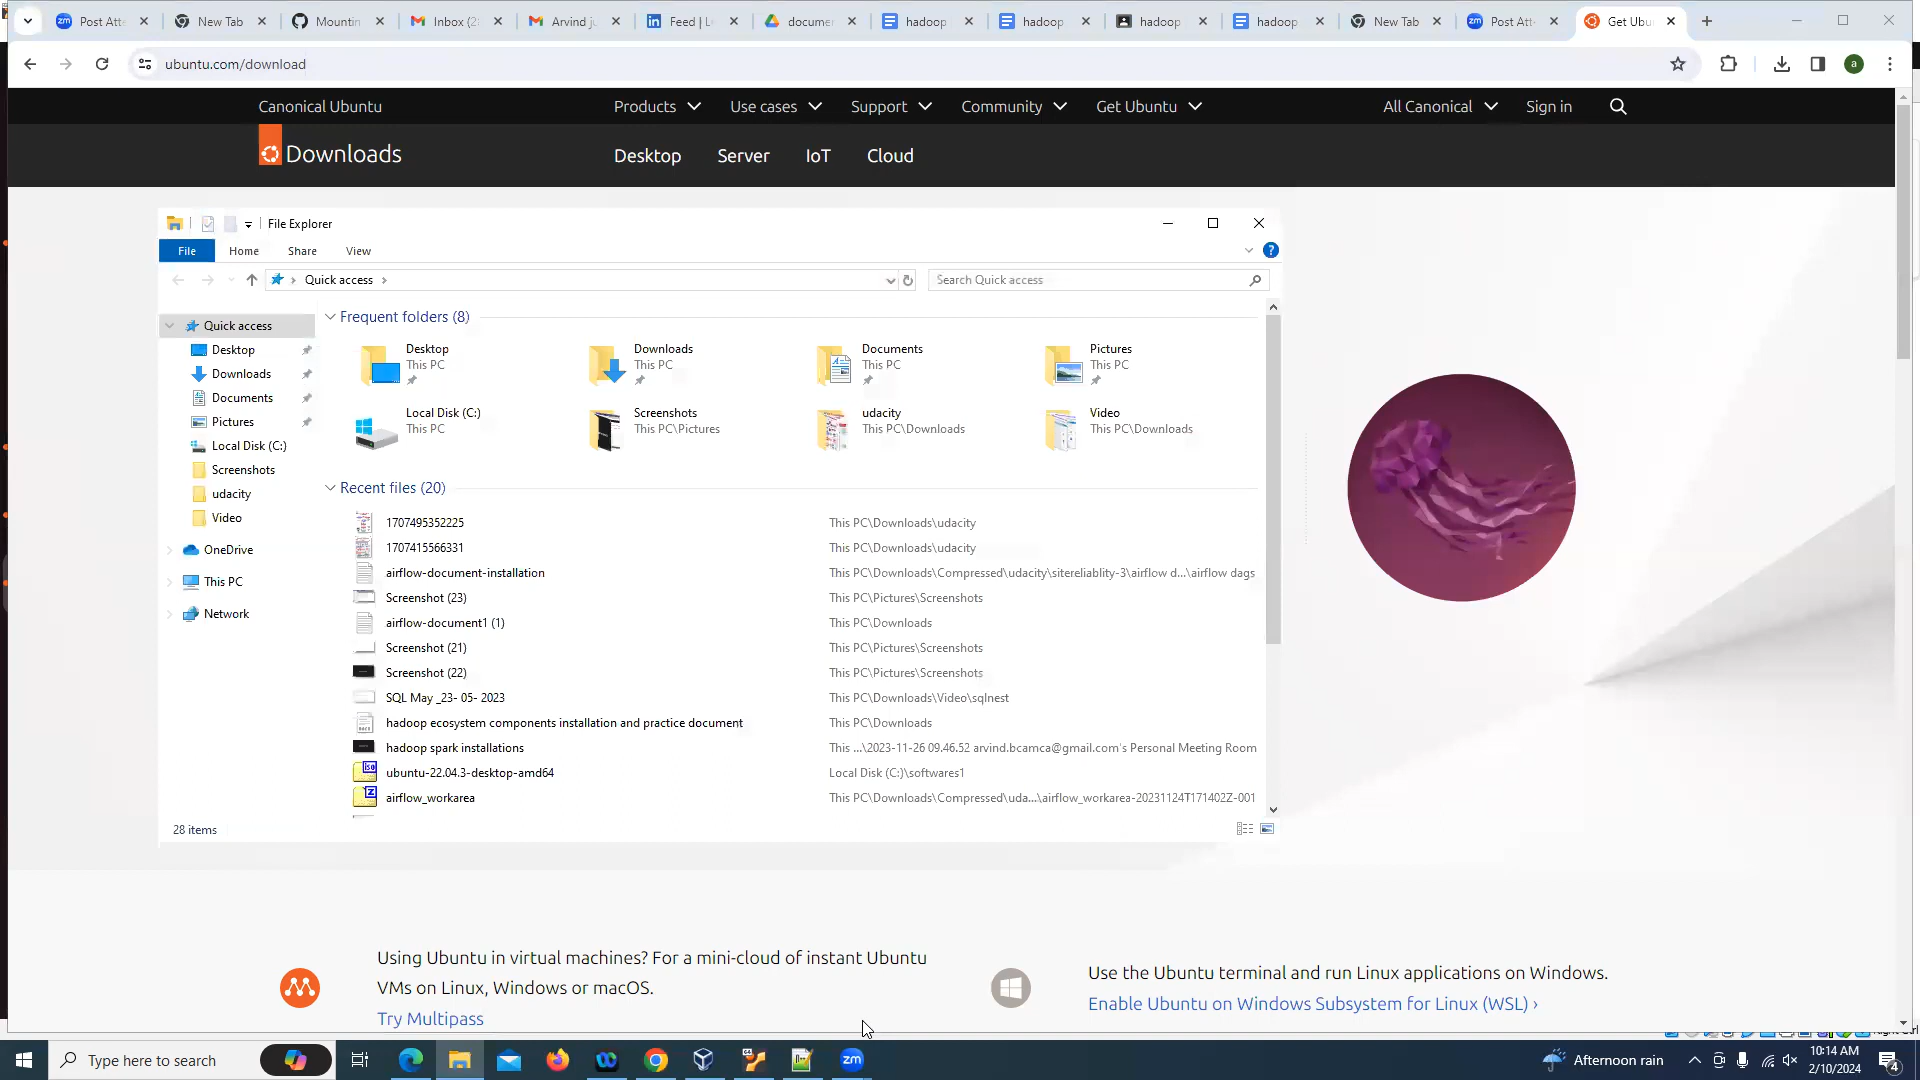 Post Att
New Tab
Mountin
Inbox (2
Arvind ju
Feed | L
docume
hadoop
hadoop
hadoop
hadoop
New Tab
Post Att
Get Ubu
ubuntu.com/download
a
Canonical Ubuntu
Products
Use cases
Support
Community
Get Ubuntu
All Canonical
Sign in
Downloads
Desktop
Server
IoT
Cloud
File Explorer
File
Home
Share
View
Quick access
Search Quick access
Quick access
Desktop
Downloads
Documents
Pictures
Local Disk (C:)
Screenshots
udacity
Video
OneDrive
This PC
Network
Frequent folders (8)
Desktop
This PC
Downloads
This PC
Documents
This PC
Pictures
This PC
Local Disk (C:)
This PC
Screenshots
This PC\Pictures
udacity
This PC\Downloads
Video
This PC\Downloads
Recent files (20)
1707495352225 This PC\Downloads\udacity
1707415566331 This PC\Downloads\udacity
airflow-document-installation This PC\Downloads\Compressed\udacity\sitereliablity-3\airflow d...\airflow dags
Screenshot (23) This PC\Pictures\Screenshots
airflow-document1 (1) This PC\Downloads
Screenshot (21) This PC\Pictures\Screenshots
Screenshot (22) This PC\Pictures\Screenshots
SQL May _23- 05- 2023 This PC\Downloads\Video\sqlnest
hadoop ecosystem components installation and practice document This PC\Downloads
hadoop spark installations This ...\2023-11-26 09.46.52 arvind.bcamca@gmail.com's Personal Meeting Room
ubuntu-22.04.3-desktop-amd64 Local Disk (C:)\softwares1
airflow_workarea This PC\Downloads\Compressed\uda...\airflow_workarea-20231124T171402Z-001
28 items
Using Ubuntu in virtual machines? For a mini-cloud of instant Ubuntu
VMs on Linux, Windows or macOS.
Try Multipass
Use the Ubuntu terminal and run Linux applications on Windows.
Enable Ubuntu on Windows Subsystem for Linux (WSL) ›
Type here to search
zm
Afternoon rain
10:14 AM
2/10/2024
4